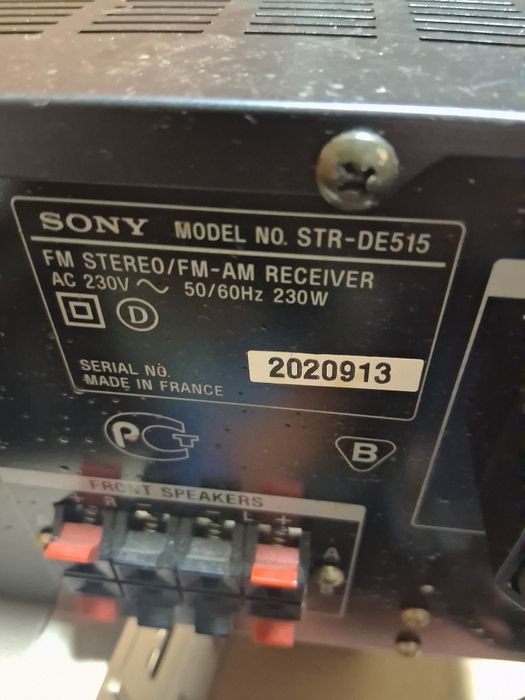 SONY MODEL NO. STR-DE515
FM STEREO/FM-AM RECEIVER
AC 230V ~ 50/60Hz 230W
D
SERIAL NO. 2020913
MADE IN FRANCE
PCT
B
FRONT SPEAKERS
+ R - - L +
A